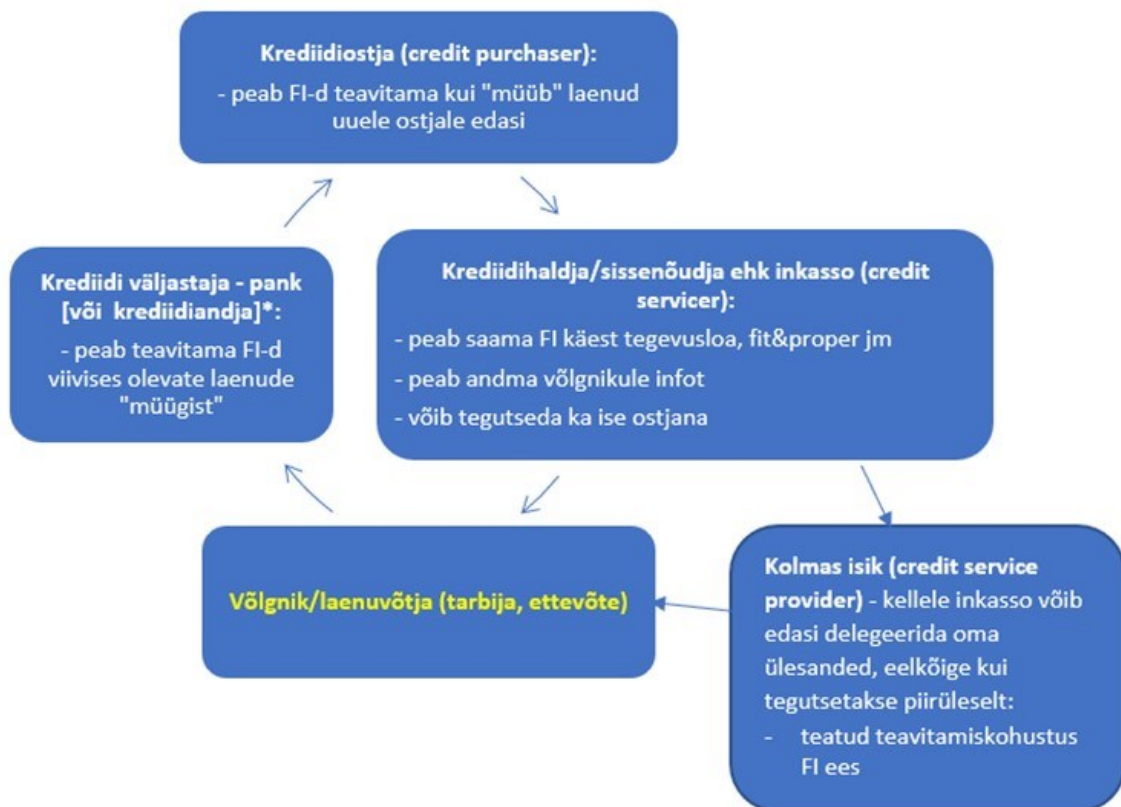 Krediidiostja (credit purchaser):
- peab FI-d teavitama kui "müüb" laenud
uuele ostjale edasi
Krediidi väljastaja - pank
[või krediidiandja]*:
- peab teavitama FI-d
viivises olevate laenude
"müügist"
Krediidihaldja/sissenõudja ehk inkasso (credit
servicer):
- peab saama FI käest tegevusloa, fit&proper jm
- peab andma võlgnikule infot
- võib tegutseda ka ise ostjana
Võlgnik/laenuvõtja (tarbija, ettevõte)
Kolmas isik (credit service
provider) - kellele inkasso võib
edasi delegeerida oma
ülesanded, eelkõige kui
tegutsetakse piirüleselt:
- teatud teavitamiskohustus
FI ees